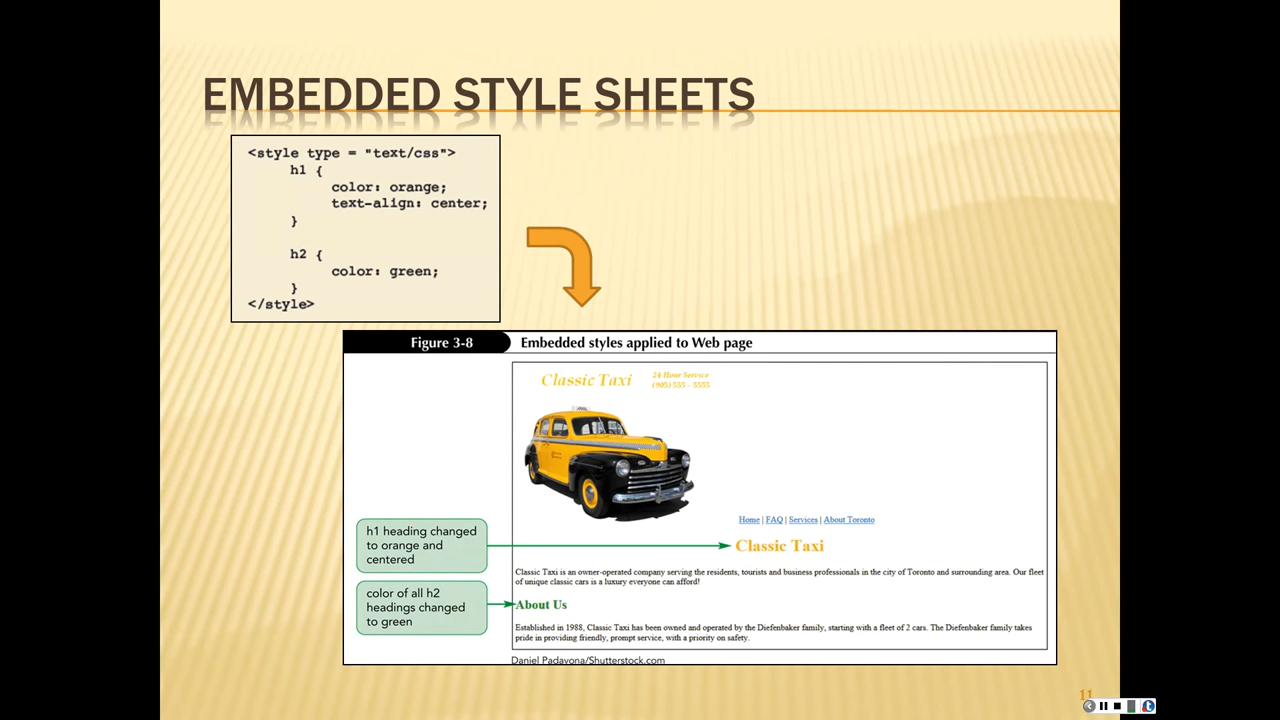 EMBEDDED STYLE SHEETS
<style type = "text/css">
h1 {
color: orange;
text-align: center;
}
h2 {
color: green;
}
</style>
Figure 3-8
Embedded styles applied to Web page
Classic Taxi
24-Hour Service
(905) 555 - 5555
Home | FAQ | Services | About Toronto
h1 heading changed
to orange and
centered
Classic Taxi
Classic Taxi is an owner-operated company serving the residents, tourists and business professionals in the city of Toronto and surrounding area. Our fleet
of unique classic cars is a luxury everyone can afford!
color of all h2
headings changed
to green
About Us
Established in 1988, Classic Taxi has been owned and operated by the Diefenbaker family, starting with a fleet of 2 cars. The Diefenbaker family takes
pride in providing friendly, prompt service, with a priority on safety.
Daniel Padavona/Shutterstock.com
11